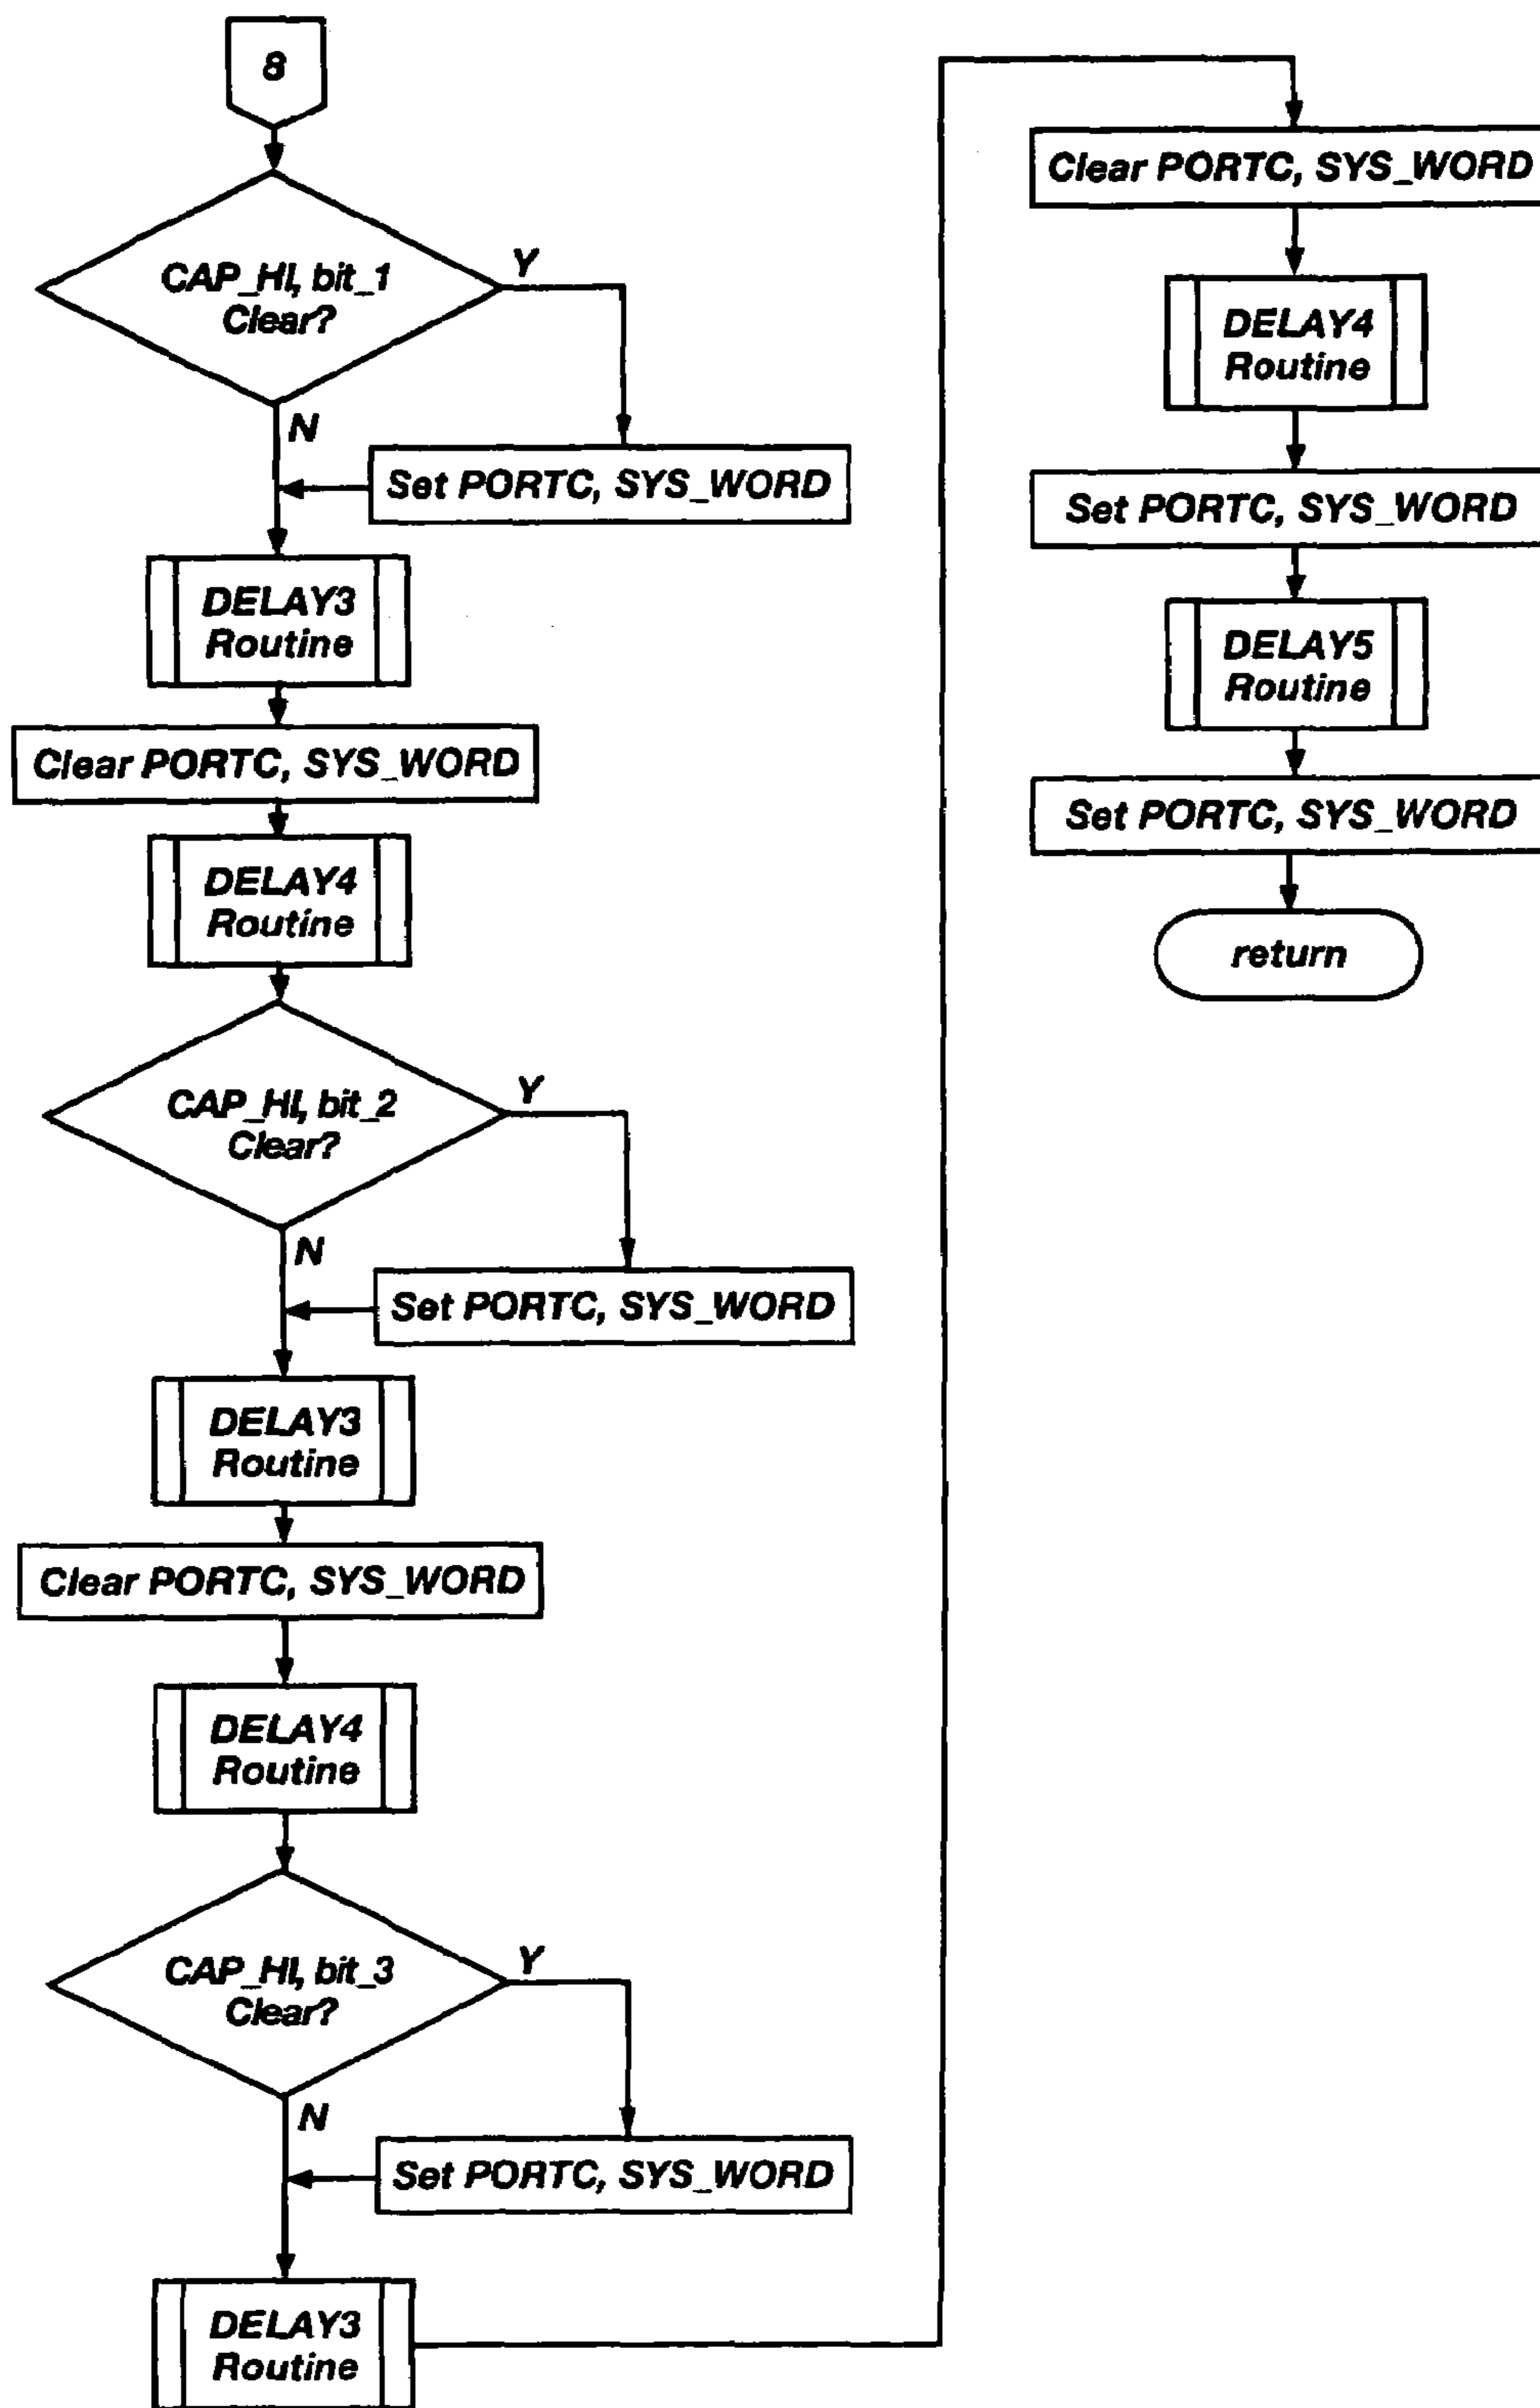 8
CAP_HI, bit_1
Clear?
Y
N
Set PORTC, SYS_WORD
DELAY3
Routine
Clear PORTC, SYS_WORD
DELAY4
Routine
CAP_HI, bit_2
Clear?
Y
N
Set PORTC, SYS_WORD
DELAY3
Routine
Clear PORTC, SYS_WORD
DELAY4
Routine
CAP_HI, bit_3
Clear?
Y
N
Set PORTC, SYS_WORD
DELAY3
Routine
Clear PORTC, SYS_WORD
DELAY4
Routine
Set PORTC, SYS_WORD
DELAY5
Routine
Set PORTC, SYS_WORD
return